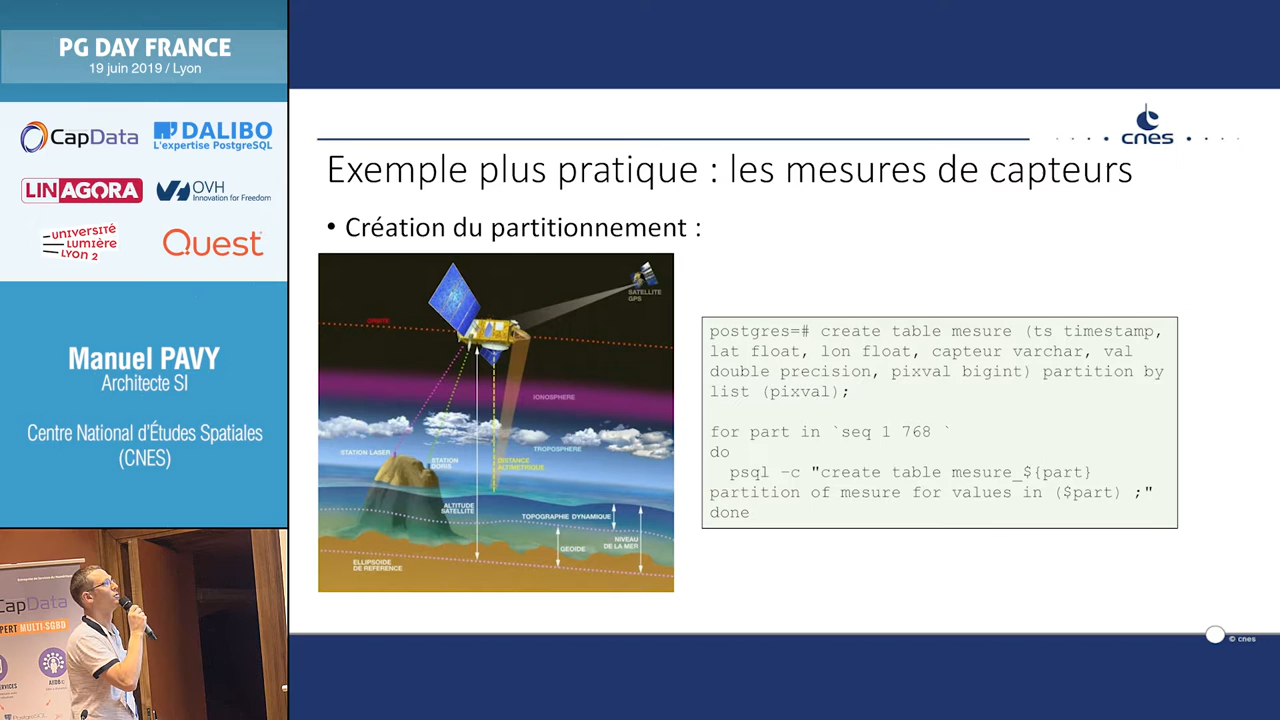 PG DAY FRANCE
19 juin 2019 / Lyon
CapData
DALIBO
L'expertise PostgreSQL
LINAGORA
OVH
Innovation for Freedom
UNIVERSITÉ
LUMIÈRE
LYON 2
Quest
Manuel PAVY
Architecte SI
Centre National d'Études Spatiales
(CNES)
CapData
PERT MULTI-SGBD
cnes
Exemple plus pratique : les mesures de capteurs
• Création du partitionnement :
SATELLITE
GPS
ORBITE
IONOSPHERE
TROPOSPHERE
STATION LASER
STATION
DORIS
DISTANCE
ALTIMETRIQUE
ALTITUDE
SATELLITE
TOPOGRAPHIE DYNAMIQUE
NIVEAU
DE LA MER
GEOIDE
ELLIPSOIDE
DE REFERENCE
postgres=# create table mesure (ts timestamp,
lat float, lon float, capteur varchar, val
double precision, pixval bigint) partition by
list (pixval);
for part in `seq 1 768 `
do
psql -c "create table mesure_${part}
partition of mesure for values in ($part) ;"
done
© cnes